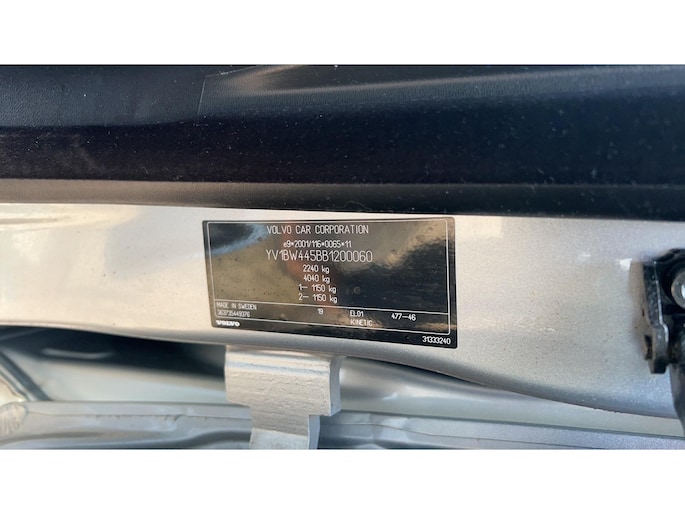 VOLVO CAR CORPORATION
e9*2001/116*0065*11
YV1BW445BB1200060
2240 kg
4040 kg
1- 1150 kg
2- 1150 kg
MADE IN SWEDEN 19 EL01 477-46
363735449376 KINETIC
VOLVO 31333240